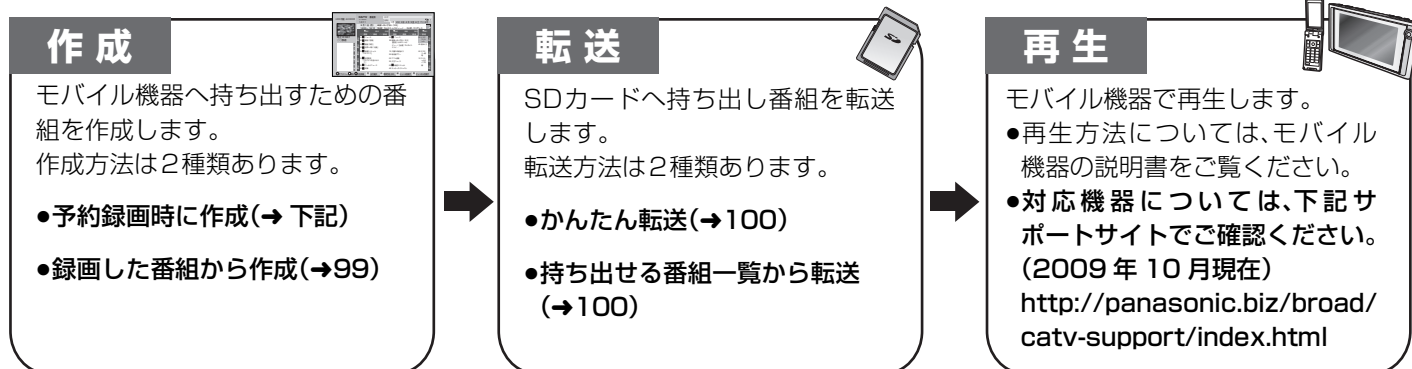 作成
モバイル機器へ持ち出すための番
組を作成します。
作成方法は2種類あります。
●予約録画時に作成(➜ 下記)
●録画した番組から作成(➜99)
転送
SDカードへ持ち出し番組を転送
します。
転送方法は2種類あります。
●かんたん転送(➜100)
●持ち出せる番組一覧から転送
(➜100)
再生
モバイル機器で再生します。
●再生方法については、モバイル
機器の説明書をご覧ください。
●対応機器については、下記サ
ポートサイトでご確認ください。
(2009 年 10 月現在)
http://panasonic.biz/broad/
catv-support/index.html